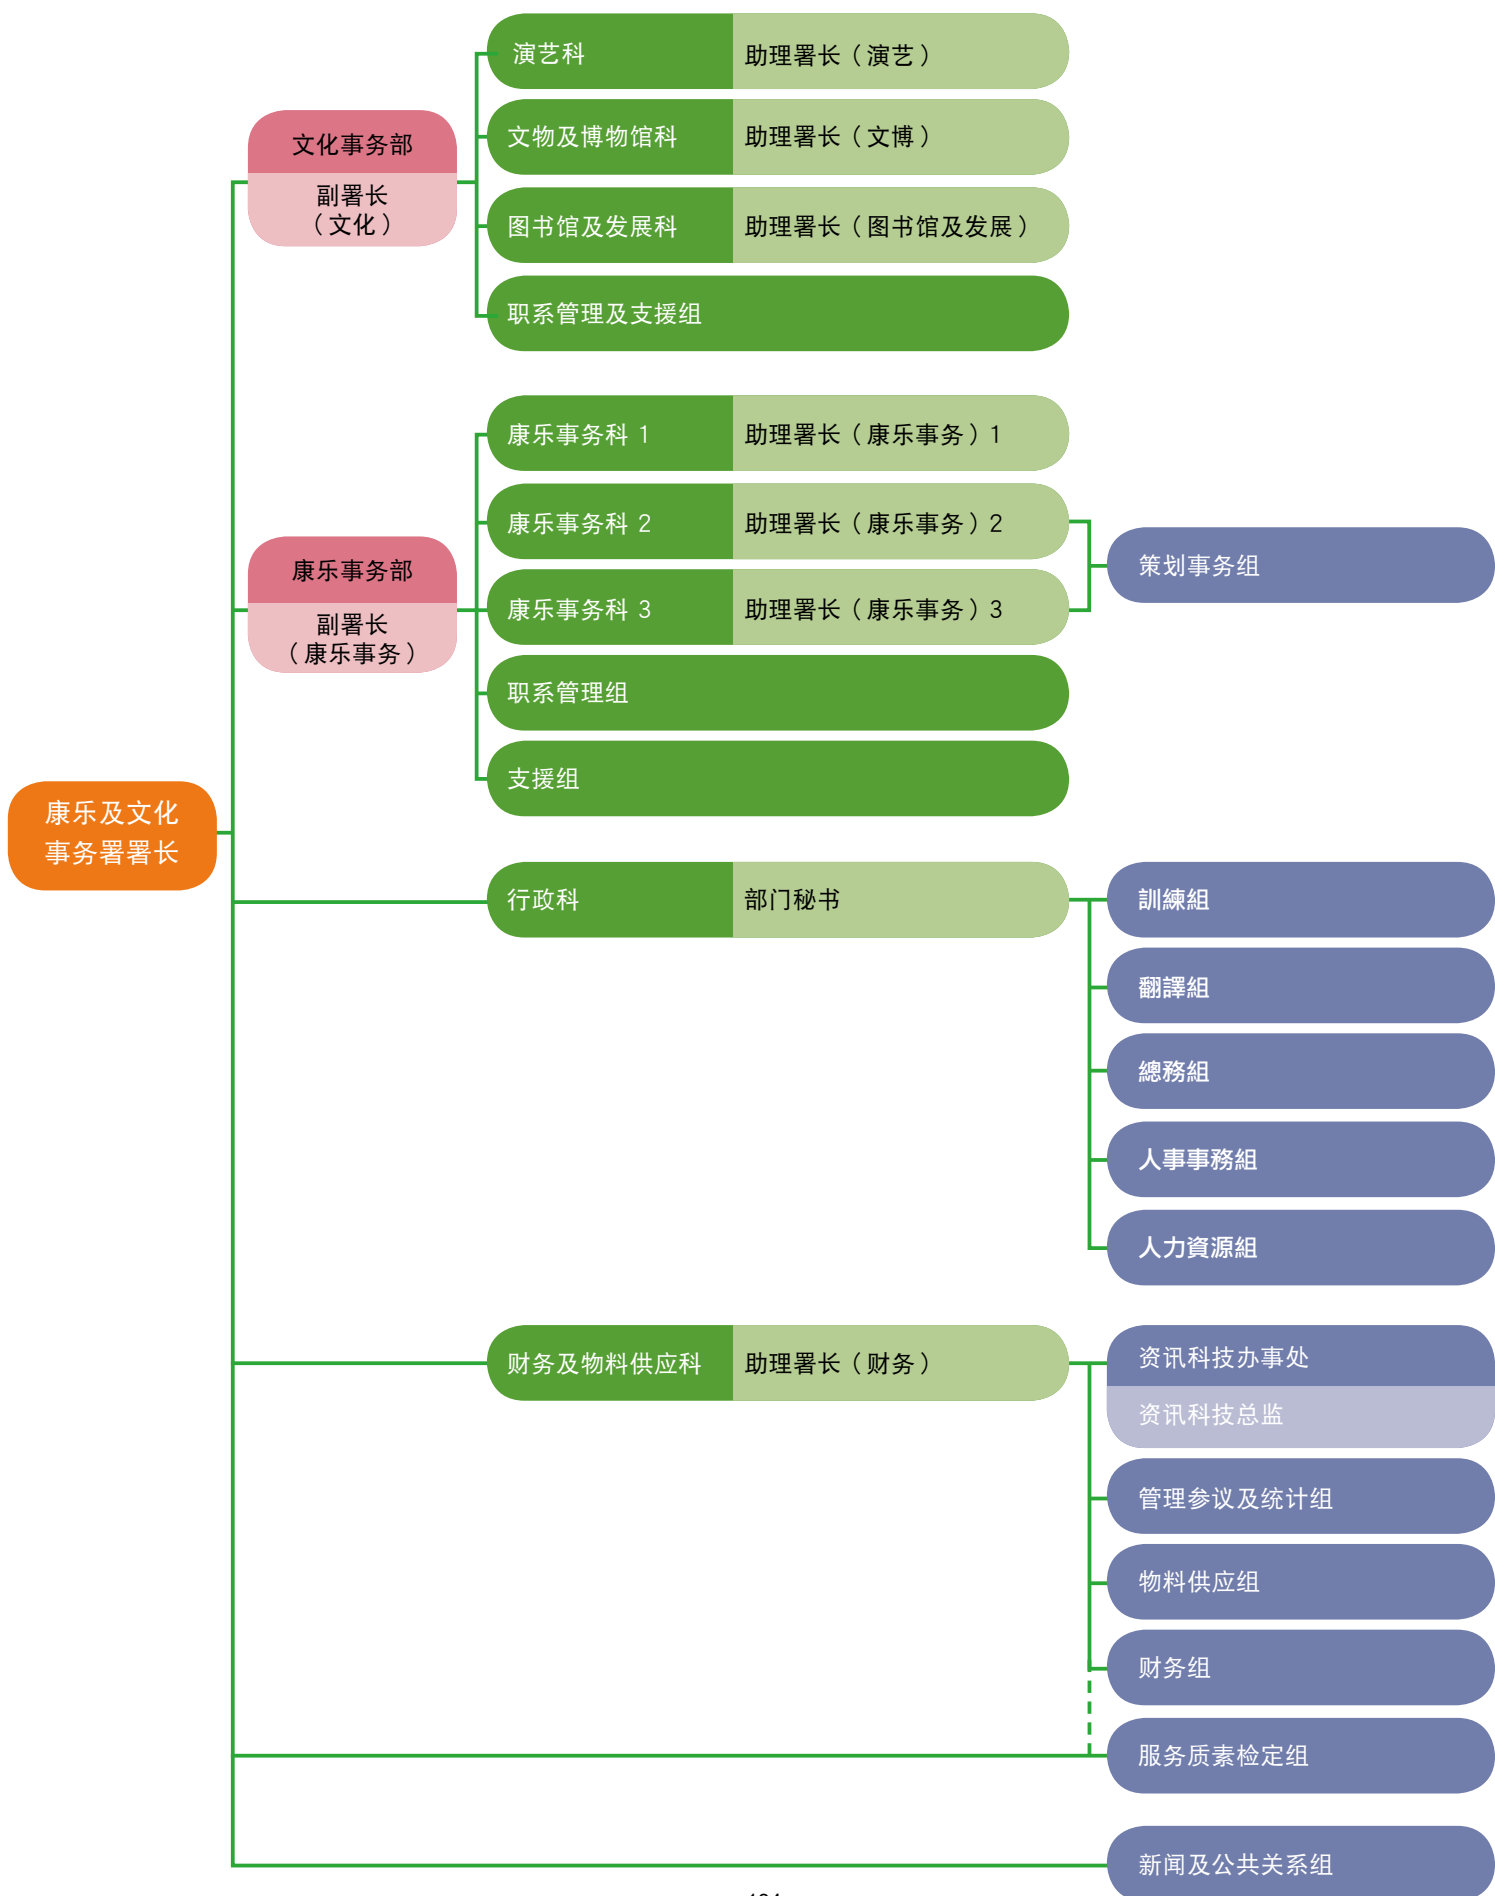 演艺科 助理署长（演艺）
文物及博物馆科 助理署长（文博）
图书馆及发展科 助理署长（图书馆及发展）
职系管理及支援组
文化事务部
副署长
（文化）
康乐事务科 1 助理署长（康乐事务）1
康乐事务科 2 助理署长（康乐事务）2
康乐事务科 3 助理署长（康乐事务）3
职系管理组
支援组
策划事务组
康乐事务部
副署长
（康乐事务）
康乐及文化
事务署署长
行政科 部门秘书
訓練組
翻譯組
總務組
人事事務組
人力資源組
财务及物料供应科 助理署长（财务）
资讯科技办事处
资讯科技总监
管理参议及统计组
物料供应组
财务组
服务质素检定组
新闻及公共关系组